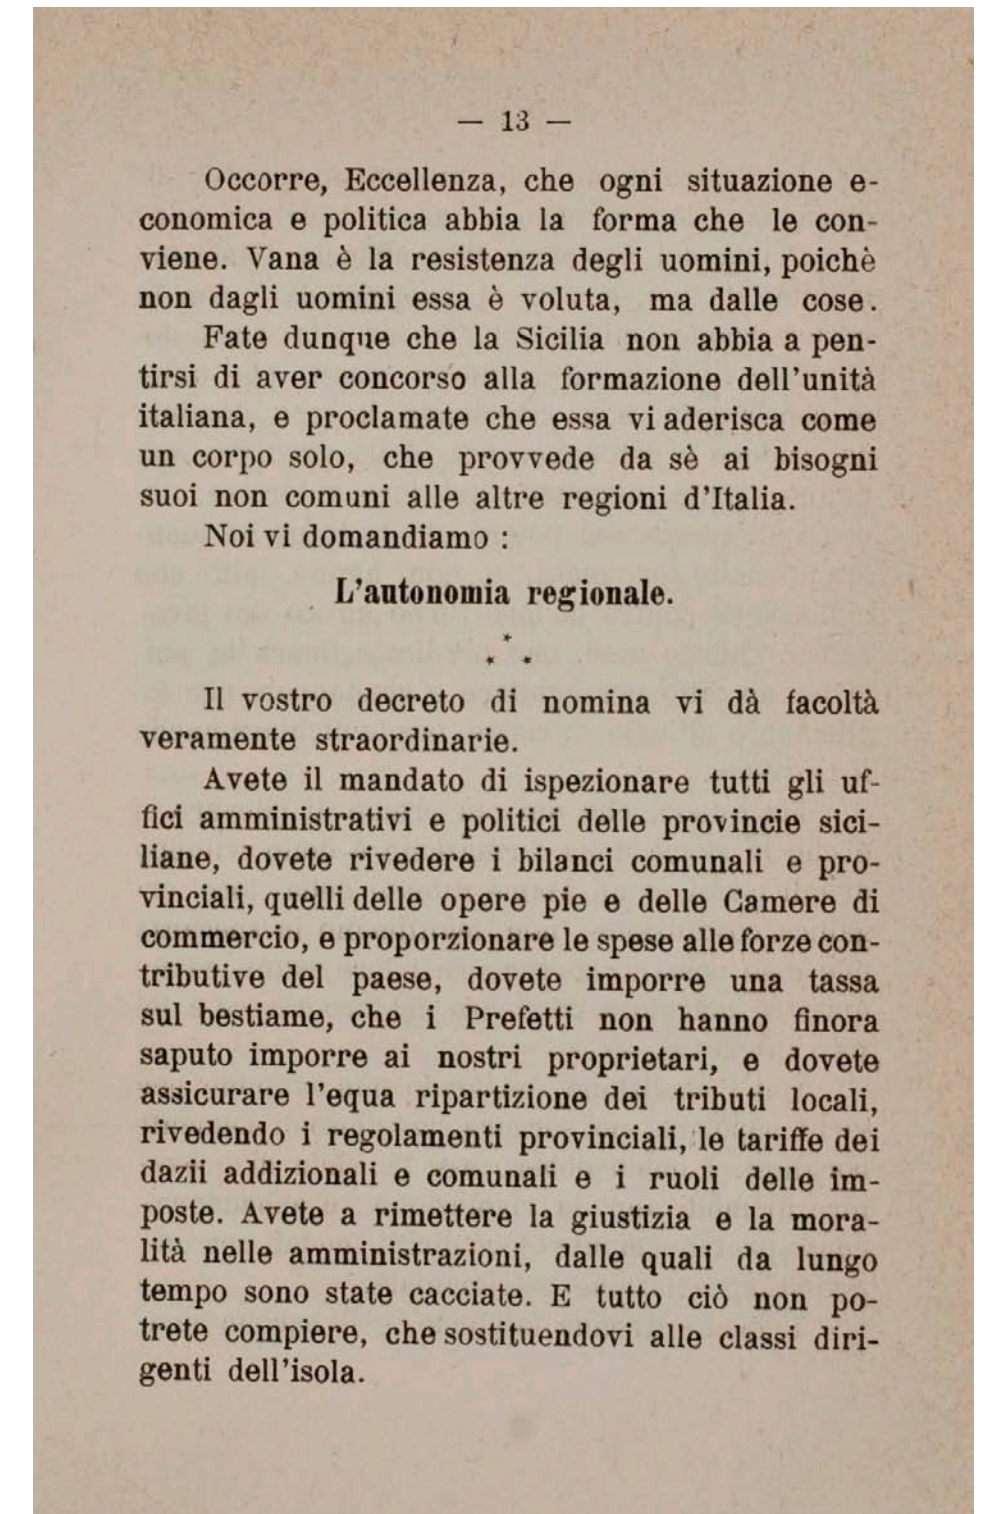 — 13 —
Occorre, Eccellenza, che ogni situazione e-
conomica e politica abbia la forma che le con-
viene. Vana è la resistenza degli uomini, poichè
non dagli uomini essa è voluta, ma dalle cose.
Fate dunque che la Sicilia non abbia a pen-
tirsi di aver concorso alla formazione dell'unità
italiana, e proclamate che essa vi aderisca come
un corpo solo, che provvede da sè ai bisogni
suoi non comuni alle altre regioni d'Italia.
Noi vi domandiamo :
L'autonomia regionale.
*
* *
Il vostro decreto di nomina vi dà facoltà
veramente straordinarie.
Avete il mandato di ispezionare tutti gli uf-
fici amministrativi e politici delle provincie sici-
liane, dovete rivedere i bilanci comunali e pro-
vinciali, quelli delle opere pie e delle Camere di
commercio, e proporzionare le spese alle forze con-
tributive del paese, dovete imporre una tassa
sul bestiame, che i Prefetti non hanno finora
saputo imporre ai nostri proprietari, e dovete
assicurare l'equa ripartizione dei tributi locali,
rivedendo i regolamenti provinciali, le tariffe dei
dazii addizionali e comunali e i ruoli delle im-
poste. Avete a rimettere la giustizia e la mora-
lità nelle amministrazioni, dalle quali da lungo
tempo sono state cacciate. E tutto ciò non po-
trete compiere, che sostituendovi alle classi diri-
genti dell'isola.